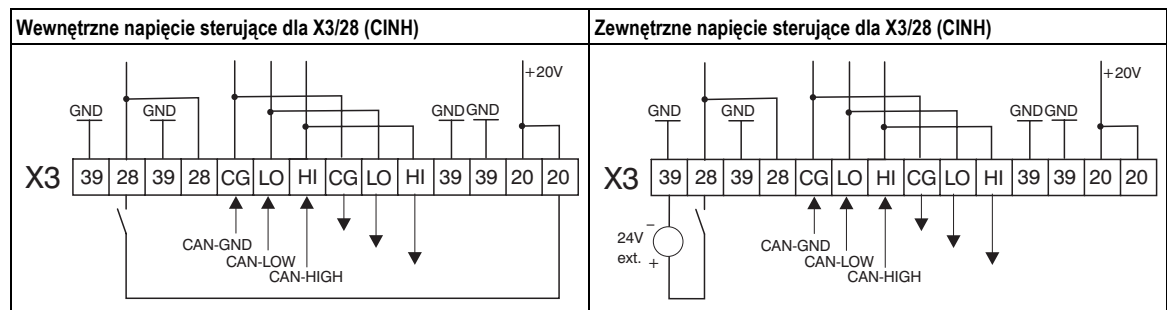 Wewnętrzne napięcie sterujące dla X3/28 (CINH)
+20V
GND GND GND GND
X3 39 28 39 28 CG LO HI CG LO HI 39 39 20 20
CAN-GND
CAN-LOW
CAN-HIGH
Zewnętrzne napięcie sterujące dla X3/28 (CINH)
+20V
GND GND GND GND
X3 39 28 39 28 CG LO HI CG LO HI 39 39 20 20
24V −
ext. +
CAN-GND
CAN-LOW
CAN-HIGH